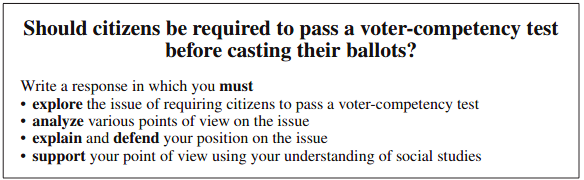 Should citizens be required to pass a voter-competency test
before casting their ballots?
Write a response in which you must
• explore the issue of requiring citizens to pass a voter-competency test
• analyze various points of view on the issue
• explain and defend your position on the issue
• support your point of view using your understanding of social studies